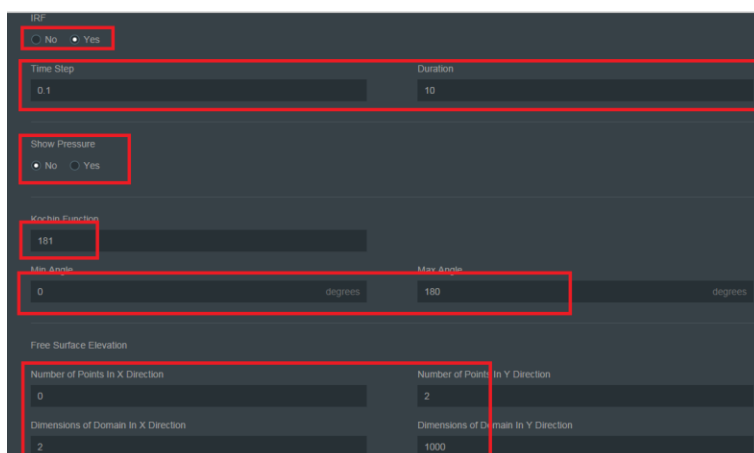 IRF
No Yes
Time Step Duration
0.1 10
Show Pressure
No Yes
Kochin Function
181
Min Angle Max Angle
0 degrees 180 degrees
Free Surface Elevation
Number of Points In X Direction Number of Points In Y Direction
0 2
Dimensions of Domain In X Direction Dimensions of Domain In Y Direction
2 1000